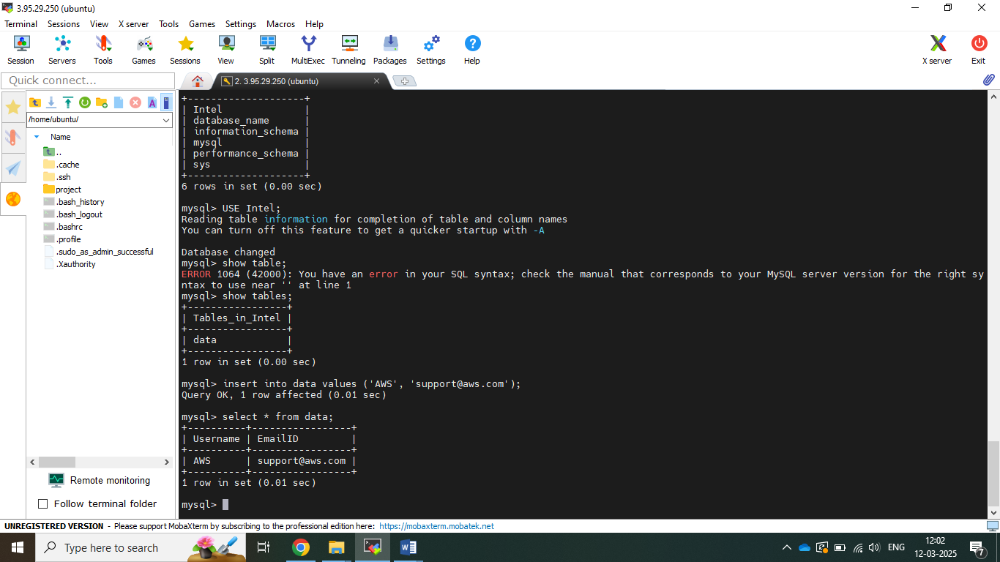 3.95.29.250 (ubuntu)
Terminal Sessions View X server Tools Games Settings Macros Help
Session Servers Tools Games Sessions View Split MultiExec Tunneling Packages Settings Help X server Exit
Quick connect...
2. 3.95.29.250 (ubuntu)
/home/ubuntu/
Name
..
.cache
.ssh
project
.bash_history
.bash_logout
.bashrc
.profile
.sudo_as_admin_successful
.Xauthority
Remote monitoring
Follow terminal folder
+--------------------+
| Intel              |
| database_name      |
| information_schema |
| mysql              |
| performance_schema |
| sys                |
+--------------------+
6 rows in set (0.00 sec)
mysql> USE Intel;
Reading table information for completion of table and column names
You can turn off this feature to get a quicker startup with -A
Database changed
mysql> show table;
ERROR 1064 (42000): You have an error in your SQL syntax; check the manual that corresponds to your MySQL server version for the right sy
ntax to use near '' at line 1
mysql> show tables;
+-----------------+
| Tables_in_Intel |
+-----------------+
| data            |
+-----------------+
1 row in set (0.00 sec)
mysql> insert into data values ('AWS', 'support@aws.com');
Query OK, 1 row affected (0.01 sec)
mysql> select * from data;
+----------+-----------------+
| Username | EmailID         |
+----------+-----------------+
| AWS      | support@aws.com |
+----------+-----------------+
1 row in set (0.01 sec)
mysql>
UNREGISTERED VERSION - Please support MobaXterm by subscribing to the professional edition here: https://mobaxterm.mobatek.net
Type here to search
ENG
12:02
12-03-2025
7